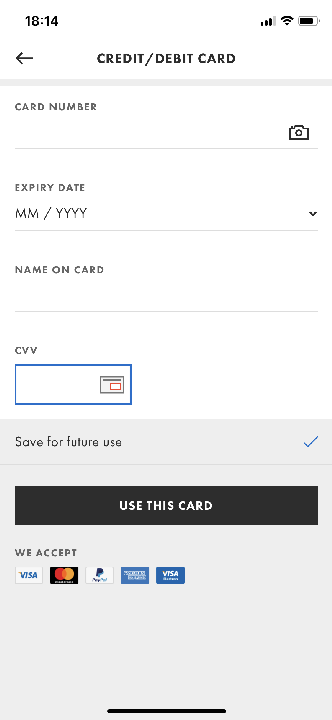 18:14
CREDIT/DEBIT CARD
CARD NUMBER
EXPIRY DATE
MM / YYYY
NAME ON CARD
CVV
Save for future use
USE THIS CARD
WE ACCEPT
VISA PayPal VISA